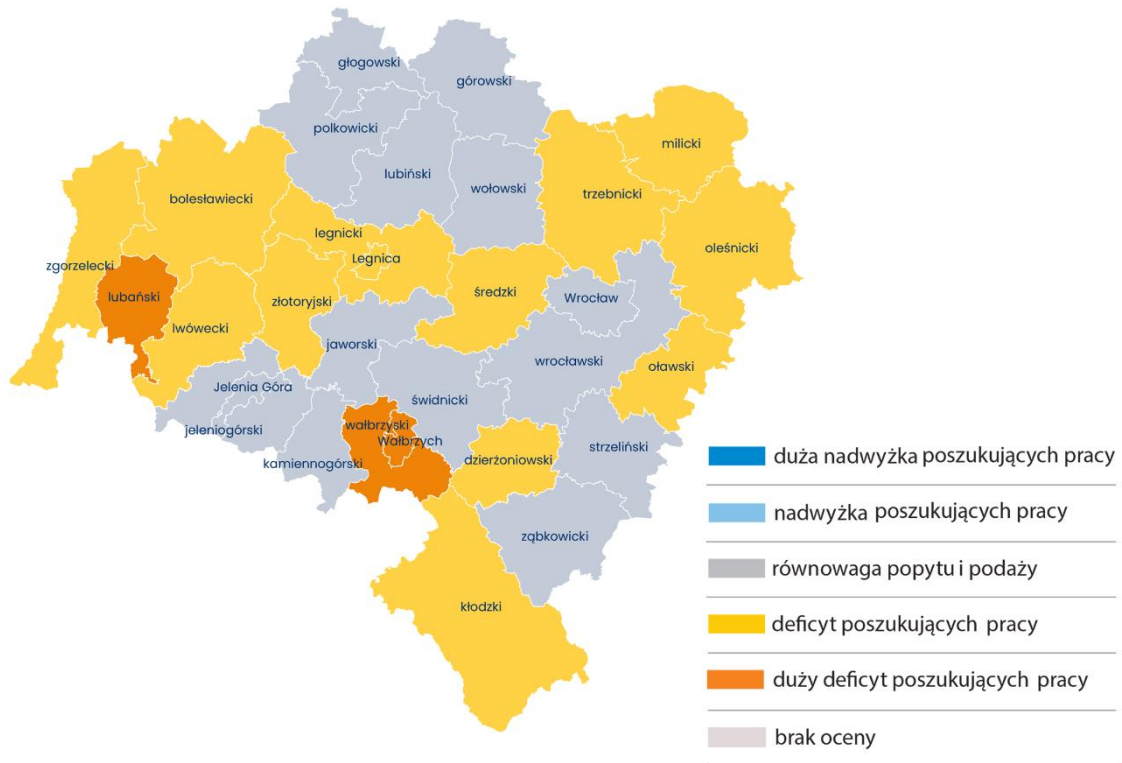 głogowski
górowski
polkowicki
milicki
lubiński
wołowski
trzebnicki
bolesławiecki
legnicki
oleśnicki
Legnica
zgorzelecki
lubański
średzki
Wrocław
złotoryjski
lwówecki
jaworski
wrocławski
oławski
Jelenia Góra
świdnicki
jeleniogórski
wałbrzyski
Wałbrzych
strzeliński
kamiennogórski
dzierżoniowski
ząbkowicki
kłodzki
duża nadwyżka poszukujących pracy
nadwyżka poszukujących pracy
równowaga popytu i podaży
deficyt poszukujących pracy
duży deficyt poszukujących pracy
brak oceny